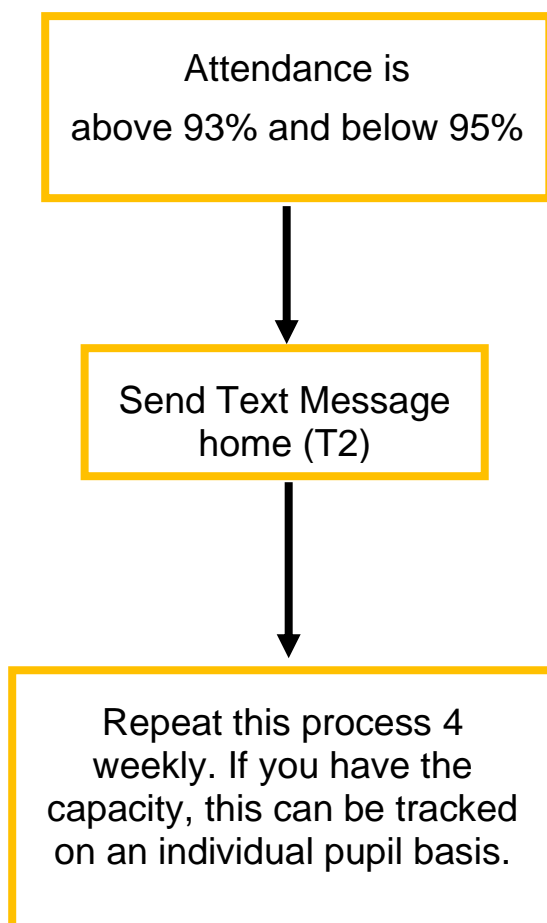 Attendance is
above 93% and below 95%
Send Text Message
home (T2)
Repeat this process 4
weekly. If you have the
capacity, this can be tracked
on an individual pupil basis.